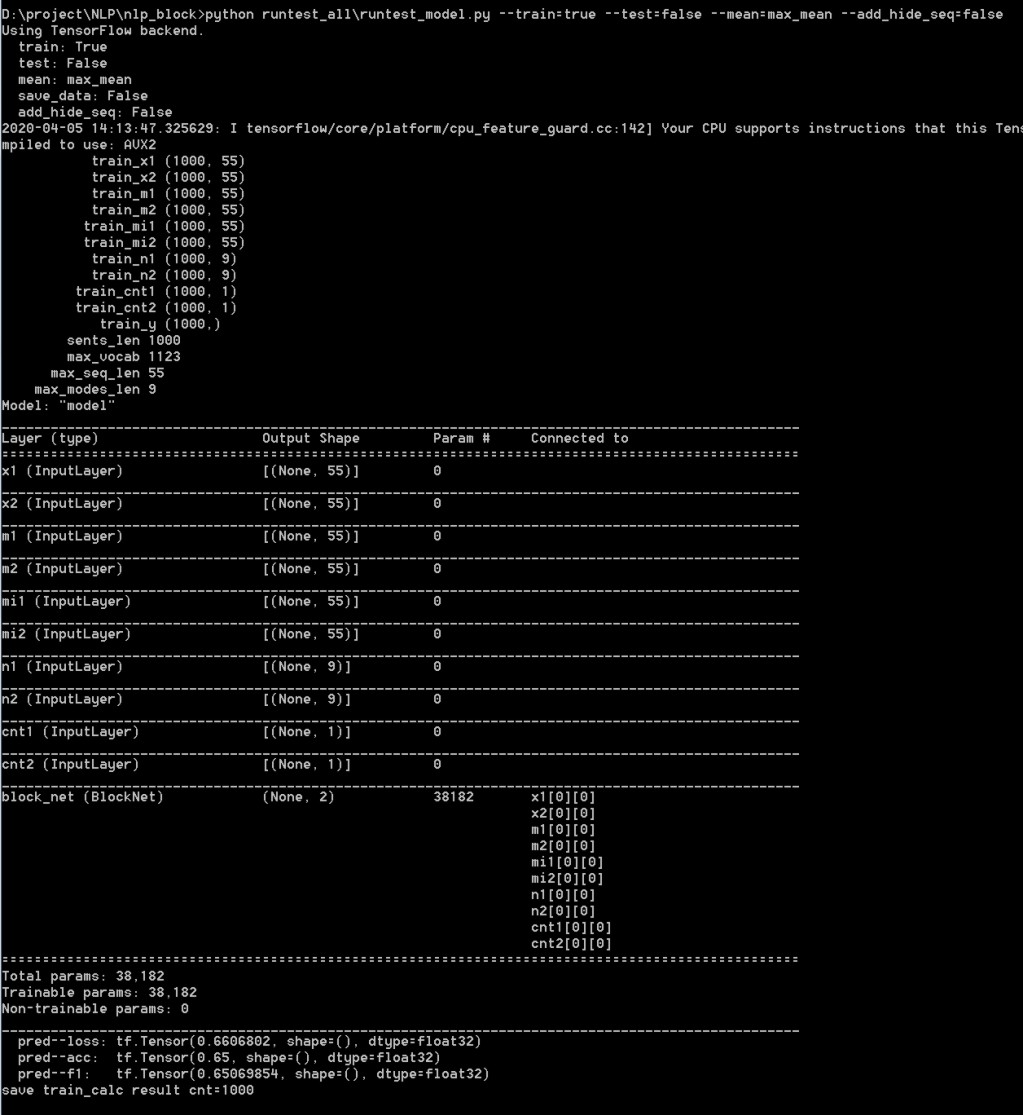 D:\project\NLP\nlp_block>python runtest_all\runtest_model.py --train=true --test=false --mean=max_mean --add_hide_seq=false
Using TensorFlow backend.
train: True
test: False
mean: max_mean
save_data: False
add_hide_seq: False
2020-04-05 14:13:47.325629: I tensorflow/core/platform/cpu_feature_guard.cc:142] Your CPU supports instructions that this Tens
mpiled to use: AVX2
train_x1 (1000, 55)
train_x2 (1000, 55)
train_m1 (1000, 55)
train_m2 (1000, 55)
train_mi1 (1000, 55)
train_mi2 (1000, 55)
train_n1 (1000, 9)
train_n2 (1000, 9)
train_cnt1 (1000, 1)
train_cnt2 (1000, 1)
train_y (1000,)
sents_len 1000
max_vocab 1123
max_seq_len 55
max_modes_len 9
Model: "model"
Layer (type) Output Shape Param # Connected to
x1 (InputLayer) [(None, 55)] 0
x2 (InputLayer) [(None, 55)] 0
m1 (InputLayer) [(None, 55)] 0
m2 (InputLayer) [(None, 55)] 0
mi1 (InputLayer) [(None, 55)] 0
mi2 (InputLayer) [(None, 55)] 0
n1 (InputLayer) [(None, 9)] 0
n2 (InputLayer) [(None, 9)] 0
cnt1 (InputLayer) [(None, 1)] 0
cnt2 (InputLayer) [(None, 1)] 0
block_net (BlockNet) (None, 2) 38182 x1[0][0]
x2[0][0]
m1[0][0]
m2[0][0]
mi1[0][0]
mi2[0][0]
n1[0][0]
n2[0][0]
cnt1[0][0]
cnt2[0][0]
Total params: 38,182
Trainable params: 38,182
Non-trainable params: 0
pred--loss: tf.Tensor(0.6606802, shape=(), dtype=float32)
pred--acc: tf.Tensor(0.65, shape=(), dtype=float32)
pred--f1: tf.Tensor(0.65069854, shape=(), dtype=float32)
save train_calc result cnt=1000